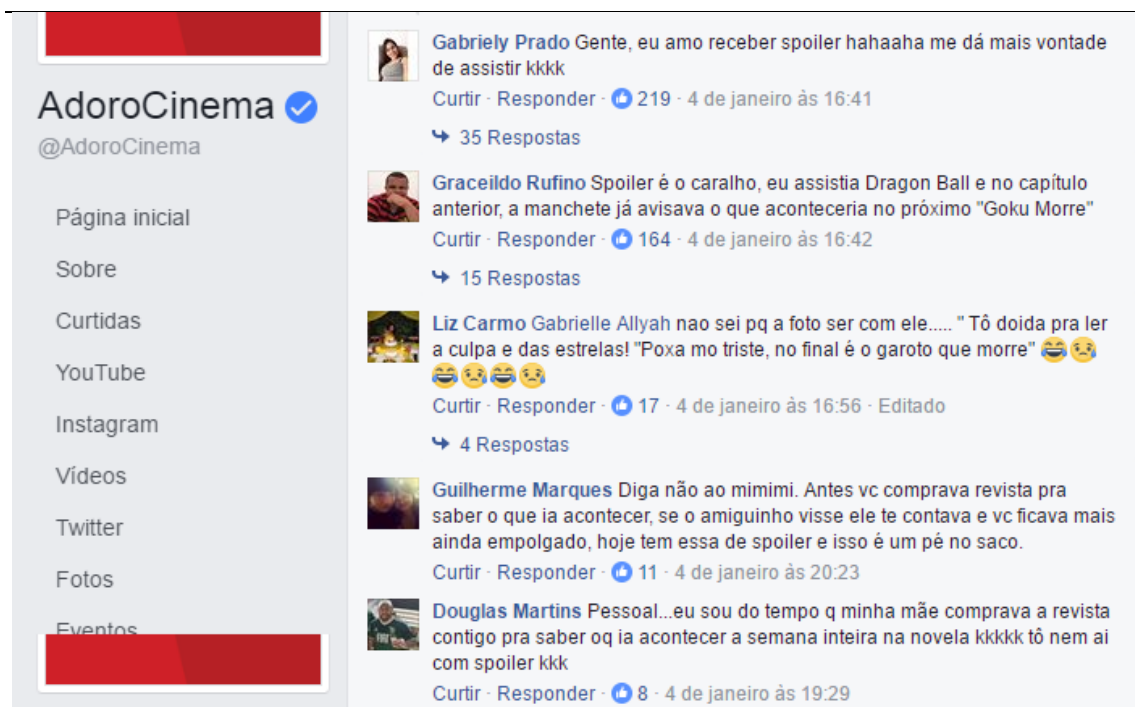 AdoroCinema
@AdoroCinema
Página inicial
Sobre
Curtidas
YouTube
Instagram
Vídeos
Twitter
Fotos
Eventos
Gabriely Prado Gente, eu amo receber spoiler hahaaha me dá mais vontade
de assistir kkkk
Curtir · Responder · 219 · 4 de janeiro às 16:41
35 Respostas
Graceildo Rufino Spoiler é o caralho, eu assistia Dragon Ball e no capítulo
anterior, a manchete já avisava o que aconteceria no próximo "Goku Morre"
Curtir · Responder · 164 · 4 de janeiro às 16:42
15 Respostas
Liz Carmo Gabrielle Allyah nao sei pq a foto ser com ele..... " Tô doida pra ler
a culpa e das estrelas! "Poxa mo triste, no final é o garoto que morre" 😂😢
😂😢😂😢
Curtir · Responder · 17 · 4 de janeiro às 16:56 · Editado
4 Respostas
Guilherme Marques Diga não ao mimimi. Antes vc comprava revista pra
saber o que ia acontecer, se o amiguinho visse ele te contava e vc ficava mais
ainda empolgado, hoje tem essa de spoiler e isso é um pé no saco.
Curtir · Responder · 11 · 4 de janeiro às 20:23
Douglas Martins Pessoal...eu sou do tempo q minha mãe comprava a revista
contigo pra saber oq ia acontecer a semana inteira na novela kkkkk tô nem ai
com spoiler kkk
Curtir · Responder · 8 · 4 de janeiro às 19:29